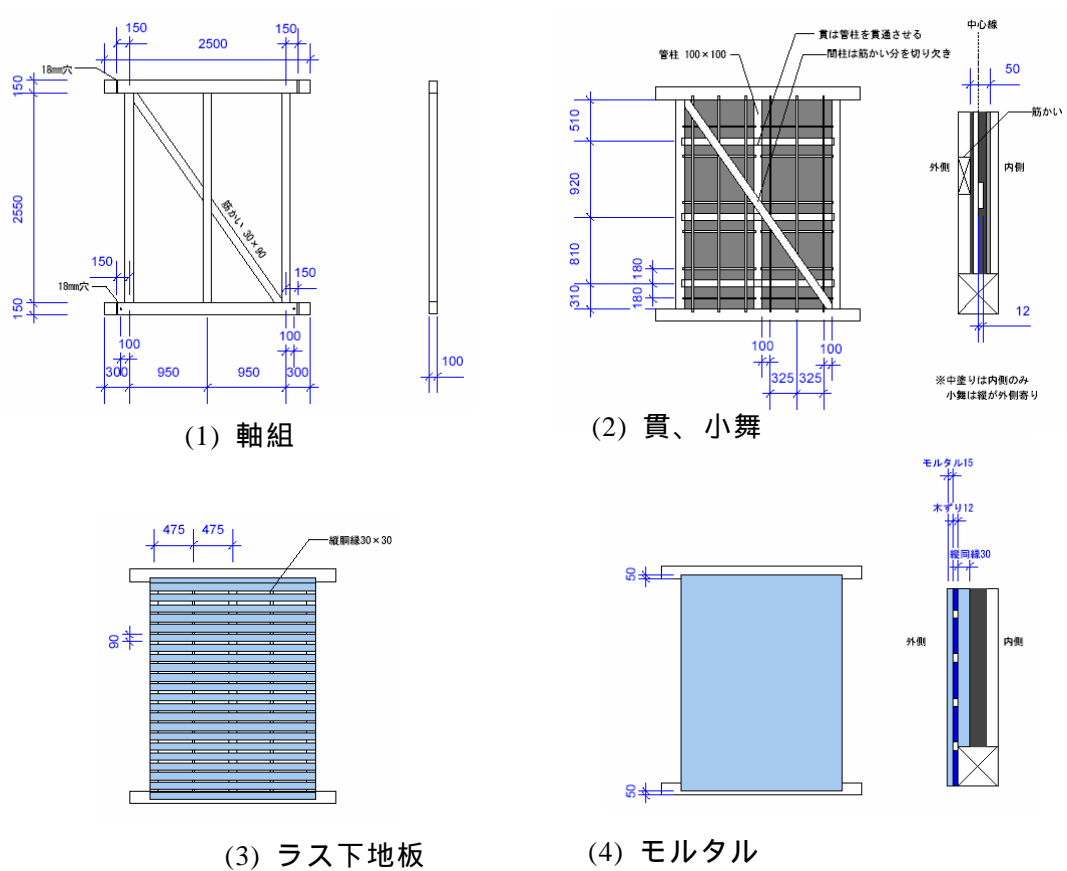 150
150
2500
18mm穴
150
2550
筋かい 30×90
150
150
18mm穴
150
100
100
300
950
950
300
100
(1) 軸組
貫は管柱を貫通させる
管柱 100×100
間柱は筋かい分を切り欠き
510
920
810
180
310
180
100
100
325
325
中心線
50
筋かい
外側
内側
12
※中塗りは内側のみ
小舞は縦が外側寄り
(2) 貫、小舞
475
475
縦胴縁30×30
90
(3) ラス下地板
50
50
モルタル15
木ずり12
縦同縁30
外側
内側
(4) モルタル